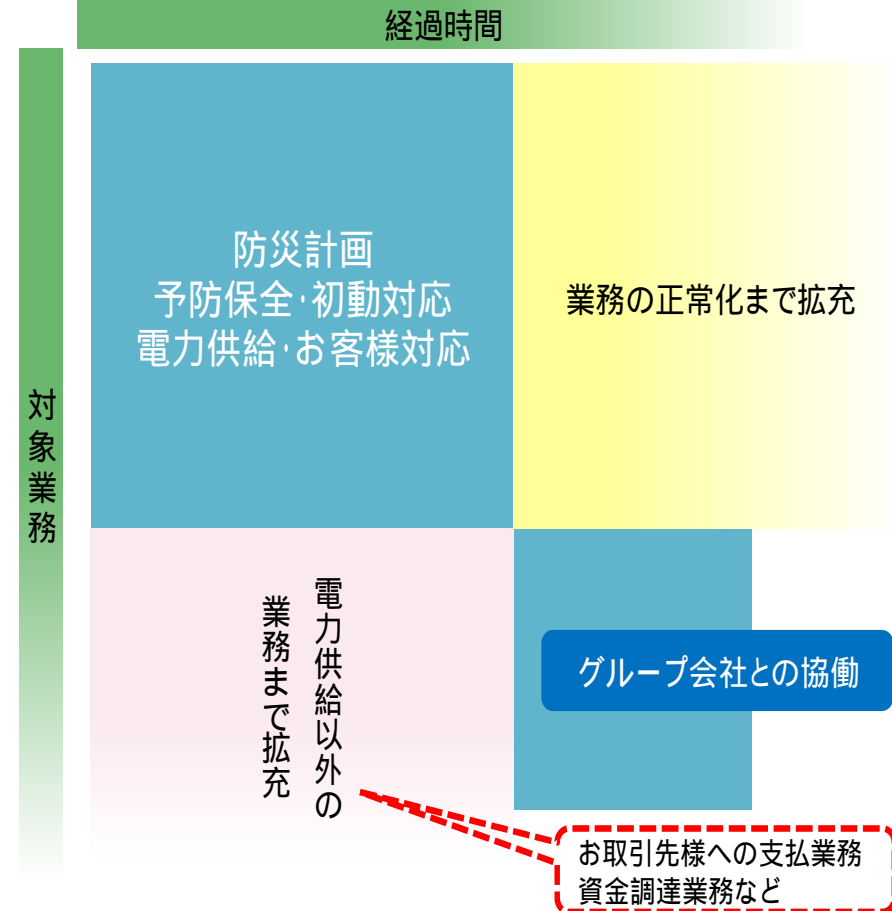 経過時間
対象業務
防災計画
予防保全・初動対応
電力供給・お客様対応
業務の正常化まで拡充
電力供給以外の
業務まで拡充
グループ会社との協働
お取引先様への支払業務
資金調達業務など